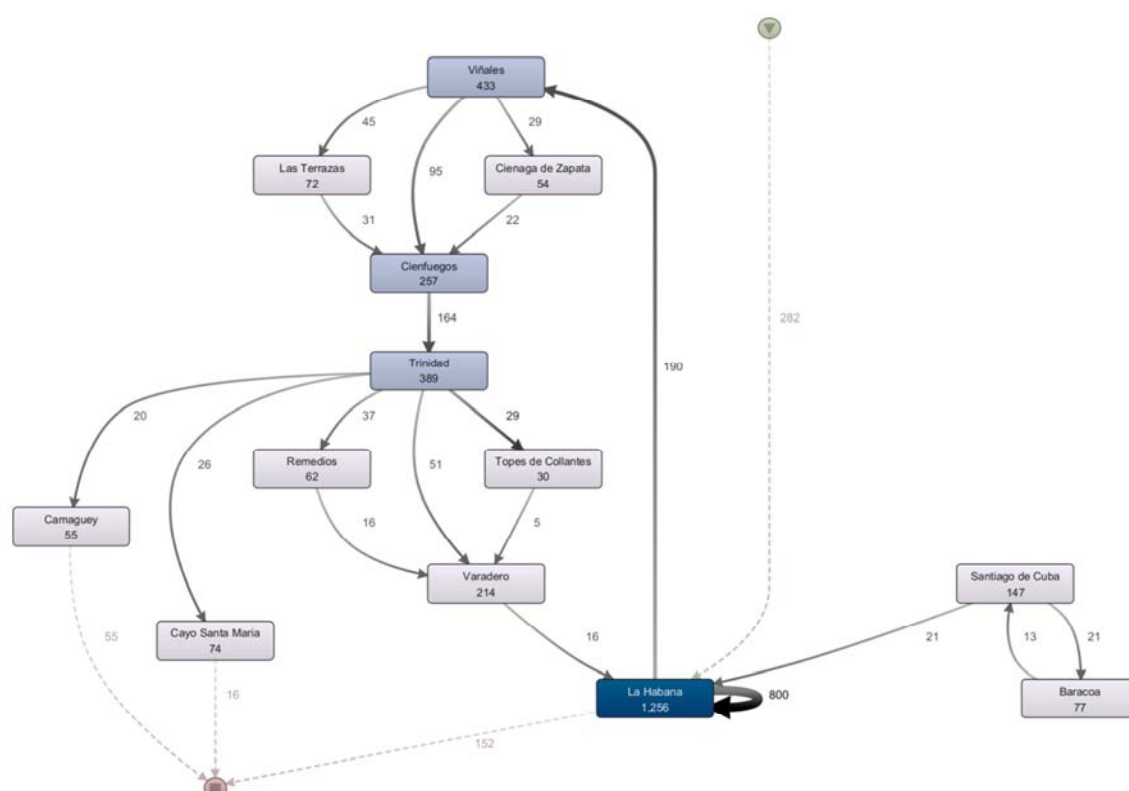 Viñales
433
45
29
282
Las Terrazas
72
95
Cienaga de Zapata
54
31
22
Cienfuegos
257
164
Trinidad
389
190
20
37
29
26
51
Remedios
62
Topes de Collantes
30
Camaguey
55
16
5
Varadero
214
Santiago de Cuba
147
55
Cayo Santa Maria
74
16
21
13
21
16
La Habana
1,256
800
Baracoa
77
152